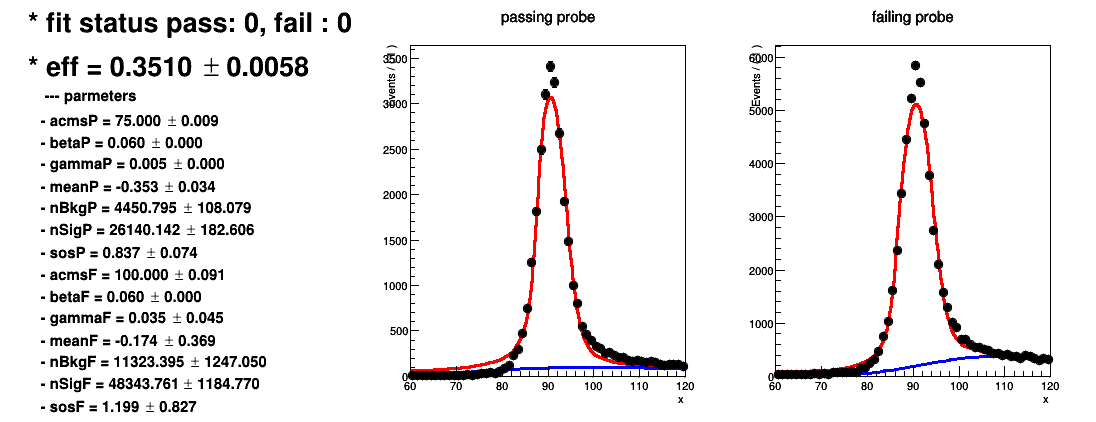 * fit status pass: 0, fail : 0
* eff = 0.3510 ± 0.0058
--- parmeters
- acmsP = 75.000 ± 0.009
- betaP = 0.060 ± 0.000
- gammaP = 0.005 ± 0.000
- meanP = -0.353 ± 0.034
- nBkgP = 4450.795 ± 108.079
- nSigP = 26140.142 ± 182.606
- sosP = 0.837 ± 0.074
- acmsF = 100.000 ± 0.091
- betaF = 0.060 ± 0.000
- gammaF = 0.035 ± 0.045
- meanF = -0.174 ± 0.369
- nBkgF = 11323.395 ± 1247.050
- nSigF = 48343.761 ± 1184.770
- sosF = 1.199 ± 0.827
passing probe
3500
3000
2500
2000
1500
1000
500
0
60 70 80 90 100 110 120
x
failing probe
6000
Events /
5000
4000
3000
2000
1000
0
60 70 80 90 100 110 120
x